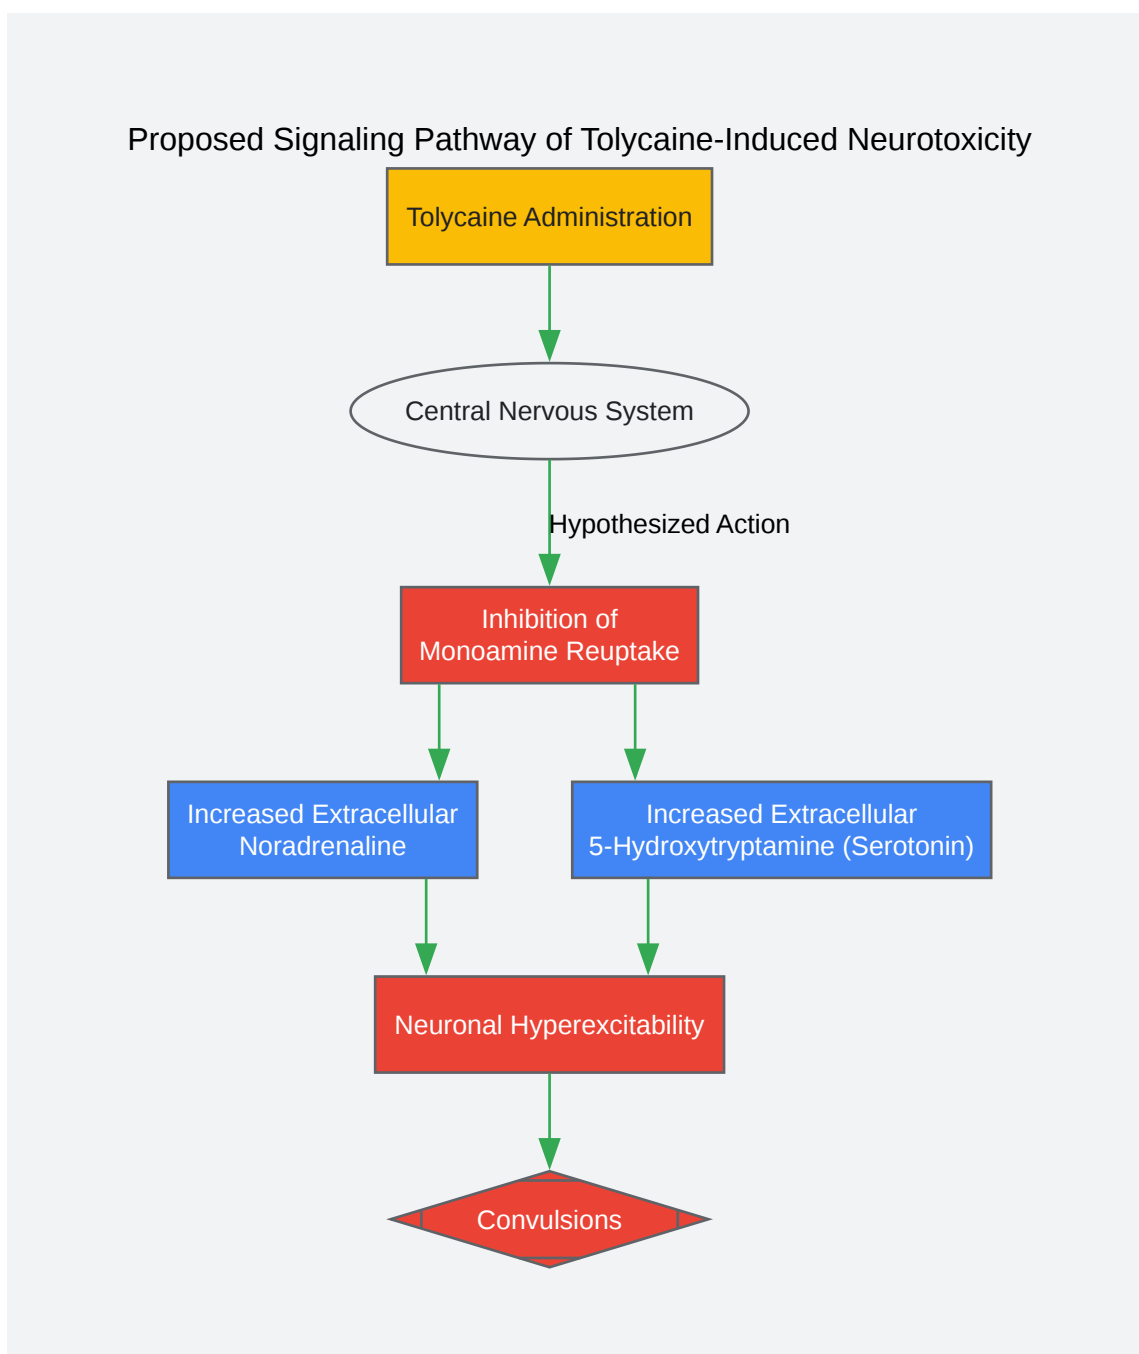 Proposed Signaling Pathway of Tolycaine-Induced Neurotoxicity
Tolycaine Administration
Central Nervous System
Hypothesized Action
Inhibition of
Monoamine Reuptake
Increased Extracellular
Noradrenaline
Increased Extracellular
5-Hydroxytryptamine (Serotonin)
Neuronal Hyperexcitability
Convulsions